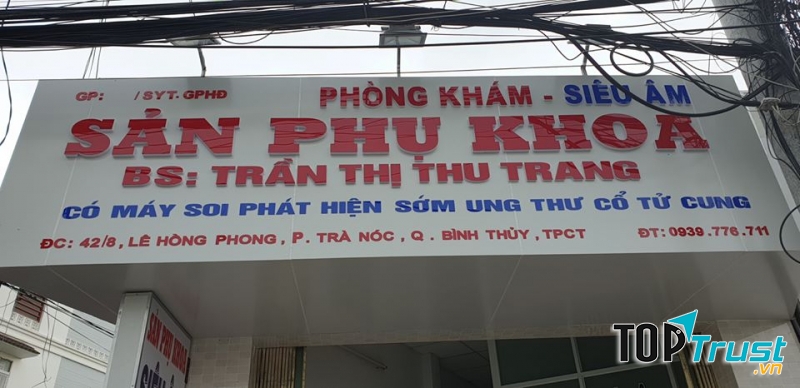 GP: /SYT-GPHĐ
PHÒNG KHÁM - SIÊU ÂM
SẢN PHỤ KHOA
BS: TRẦN THỊ THU TRANG
CÓ MÁY SOI PHÁT HIỆN SỚM UNG THƯ CỔ TỬ CUNG
ĐC: 42/8, LÊ HỒNG PHONG, P. TRÀ NÓC, Q. BÌNH THỦY, TPCT ĐT: 0939.776.711
SẢN PHỤ KHOA
SIÊU
TOPTrust.vn